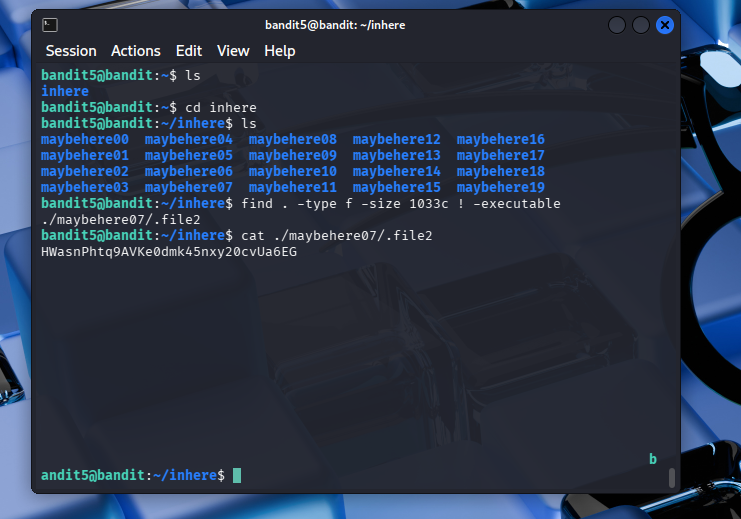 bandit5@bandit: ~/inhere
Session Actions Edit View Help
bandit5@bandit:~$ ls
inhere
bandit5@bandit:~$ cd inhere
bandit5@bandit:~/inhere$ ls
maybehere00 maybehere04 maybehere08 maybehere12 maybehere16
maybehere01 maybehere05 maybehere09 maybehere13 maybehere17
maybehere02 maybehere06 maybehere10 maybehere14 maybehere18
maybehere03 maybehere07 maybehere11 maybehere15 maybehere19
bandit5@bandit:~/inhere$ find . -type f -size 1033c ! -executable
./maybehere07/.file2
bandit5@bandit:~/inhere$ cat ./maybehere07/.file2
HWasnPhtq9AVKe0dmk45nxy20cvUa6EG
b
andit5@bandit:~/inhere$